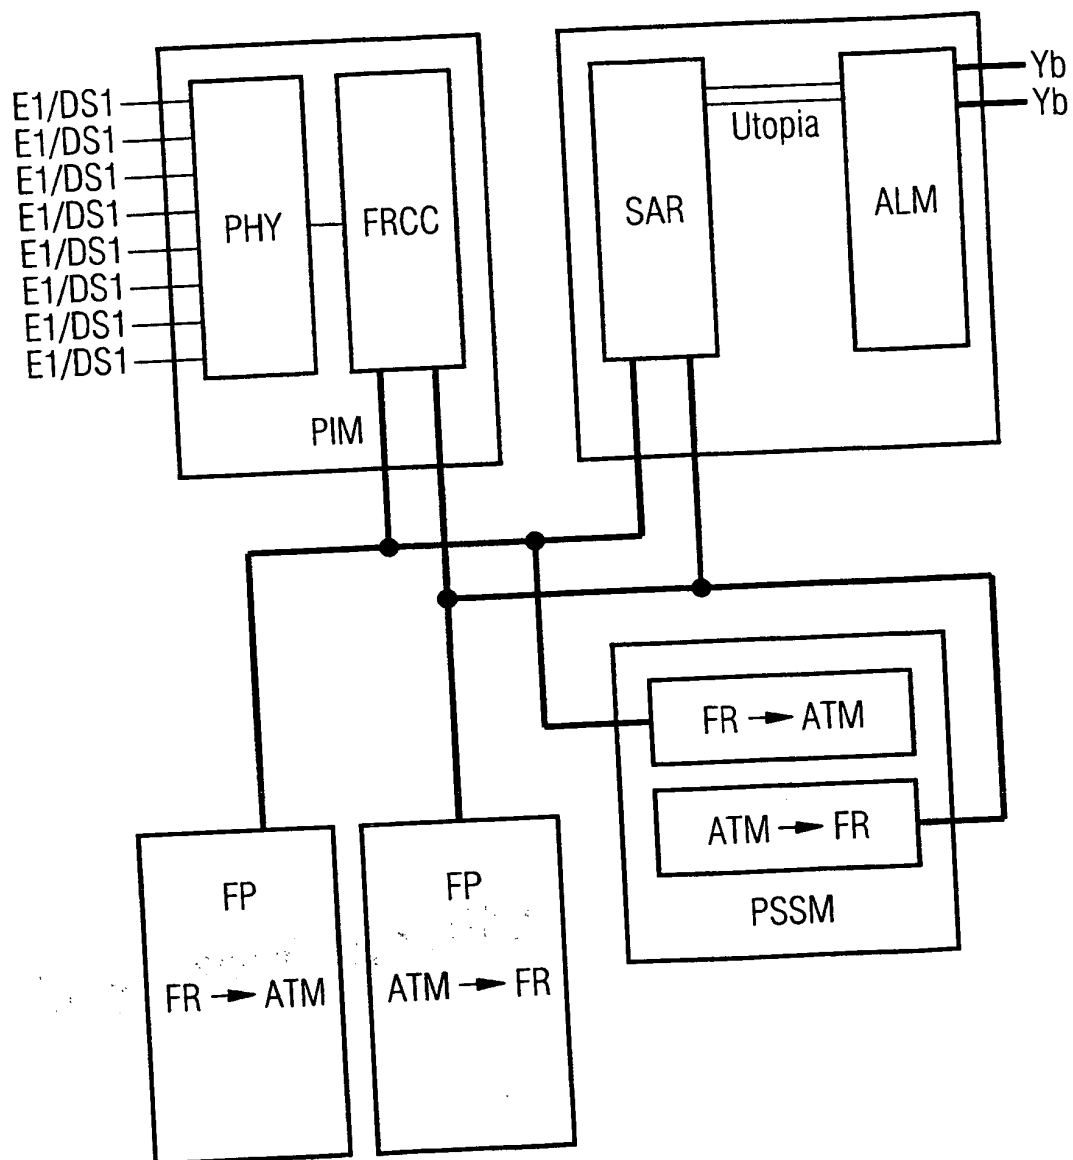 E1/DS1
E1/DS1
E1/DS1
E1/DS1
E1/DS1
E1/DS1
E1/DS1
E1/DS1
PHY
FRCC
PIM
SAR
Utopia
ALM
Yb
Yb
FR → ATM
ATM → FR
PSSM
FP
FR → ATM
FP
ATM → FR